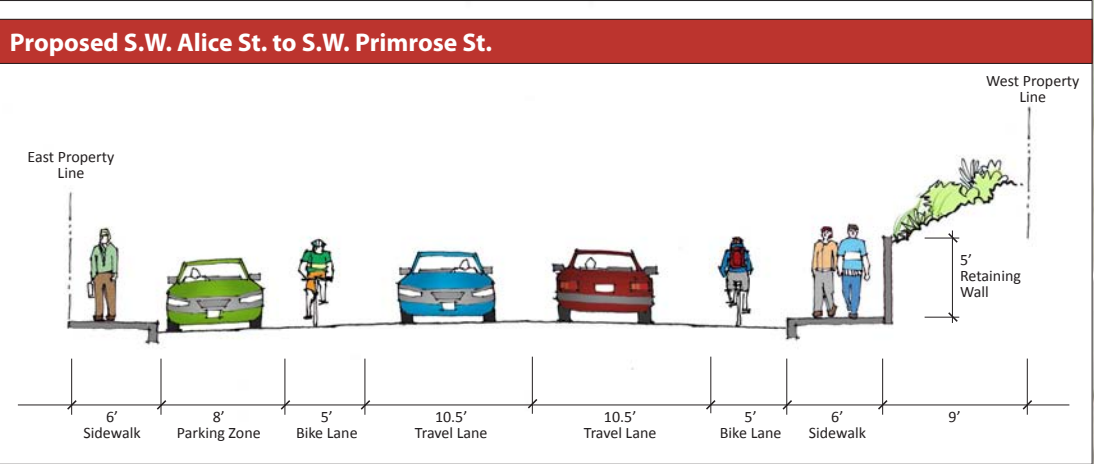 Proposed S.W. Alice St. to S.W. Primrose St.
West Property
Line
East Property
Line
5’
Retaining
Wall
6’
Sidewalk
8’
Parking Zone
5’
Bike Lane
10.5’
Travel Lane
10.5’
Travel Lane
5’
Bike Lane
6’
Sidewalk
9’